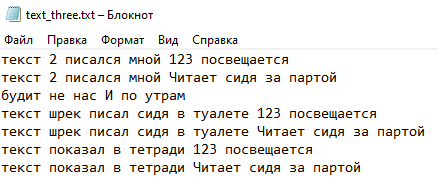 text_three.txt – Блокнот
Файл Правка Формат Вид Справка
текст 2 писался мной 123 посвещается
текст 2 писался мной Читает сидя за партой
будит не нас И по утрам
текст шрек писал сидя в туалете 123 посвещается
текст шрек писал сидя в туалете Читает сидя за партой
текст показал в тетради 123 посвещается
текст показал в тетради Читает сидя за партой